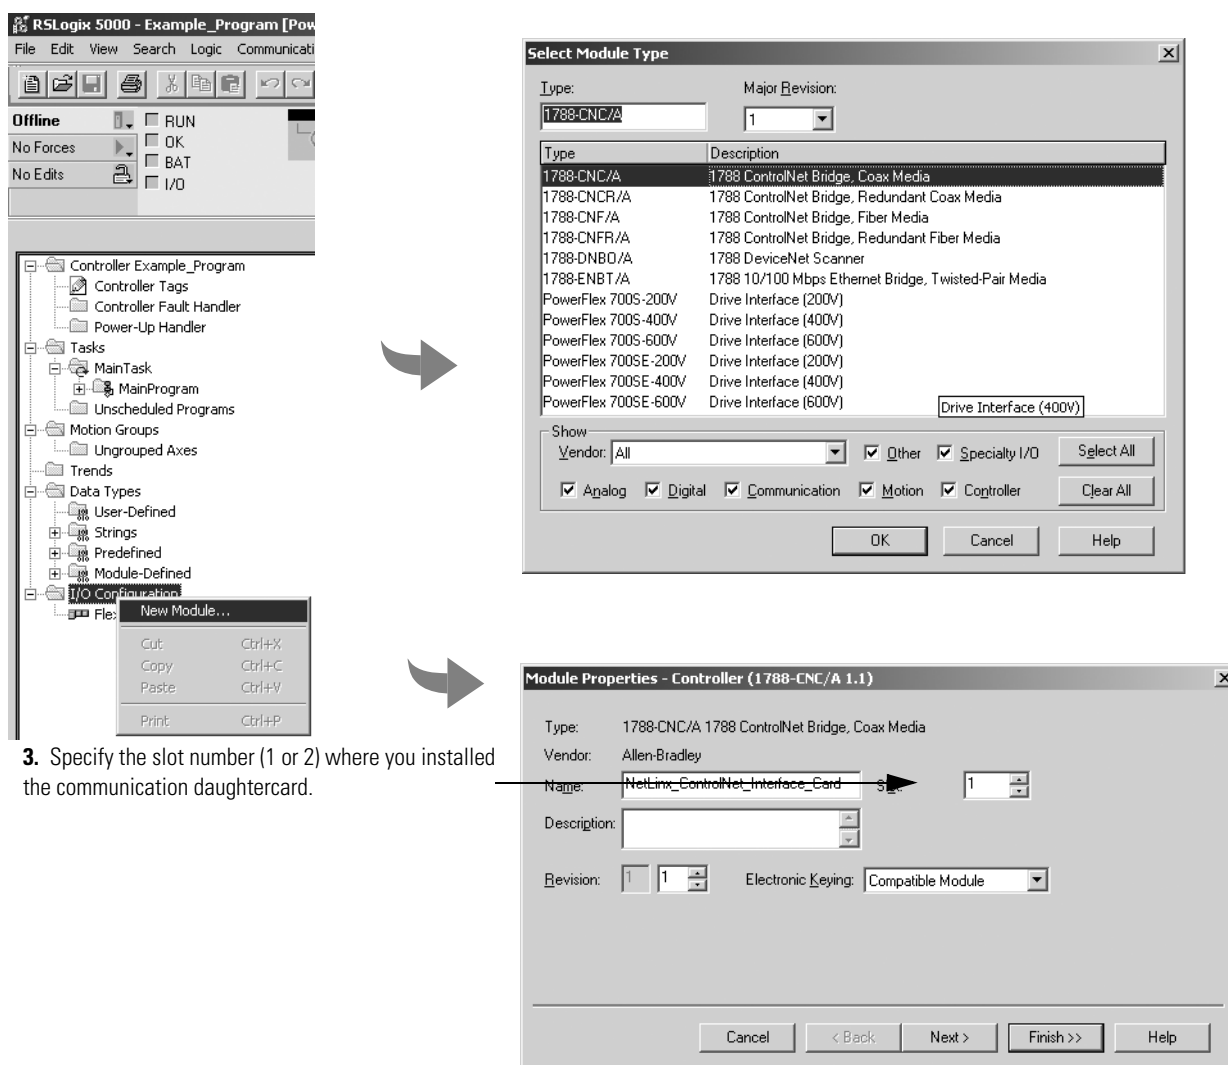 RSLogix 5000 - Example_Program [Pow
File Edit View Search Logic Communicati
Offline
RUN
No Forces
OK
No Edits
BAT
I/O
Controller Example_Program
Controller Tags
Controller Fault Handler
Power-Up Handler
Tasks
MainTask
MainProgram
Unscheduled Programs
Motion Groups
Ungrouped Axes
Trends
Data Types
User-Defined
Strings
Predefined
Module-Defined
I/O Configuration
Fle
New Module...
Cut Ctrl+X
Copy Ctrl+C
Paste Ctrl+V
Print Ctrl+P
Select Module Type
Type: Major Revision:
1788-CNC/A 1
Type Description
1788-CNC/A 1788 ControlNet Bridge, Coax Media
1788-CNCR/A 1788 ControlNet Bridge, Redundant Coax Media
1788-CNF/A 1788 ControlNet Bridge, Fiber Media
1788-CNFR/A 1788 ControlNet Bridge, Redundant Fiber Media
1788-DNBO/A 1788 DeviceNet Scanner
1788-ENBT/A 1788 10/100 Mbps Ethernet Bridge, Twisted-Pair Media
PowerFlex 700S-200V Drive Interface (200V)
PowerFlex 700S-400V Drive Interface (400V)
PowerFlex 700S-600V Drive Interface (600V)
PowerFlex 700SE-200V Drive Interface (200V)
PowerFlex 700SE-400V Drive Interface (400V)
PowerFlex 700SE-600V Drive Interface (600V)
Drive Interface (400V)
Show
Vendor: All Other Specialty I/O Select All
Analog Digital Communication Motion Controller Clear All
OK Cancel Help
3. Specify the slot number (1 or 2) where you installed
the communication daughtercard.
Module Properties - Controller (1788-CNC/A 1.1)
Type: 1788-CNC/A 1788 ControlNet Bridge, Coax Media
Vendor: Allen-Bradley
Name: NetLinx_ControlNet_Interface_Card Slot: 1
Description:
Revision: 1 1 Electronic Keying: Compatible Module
Cancel < Back Next > Finish >> Help